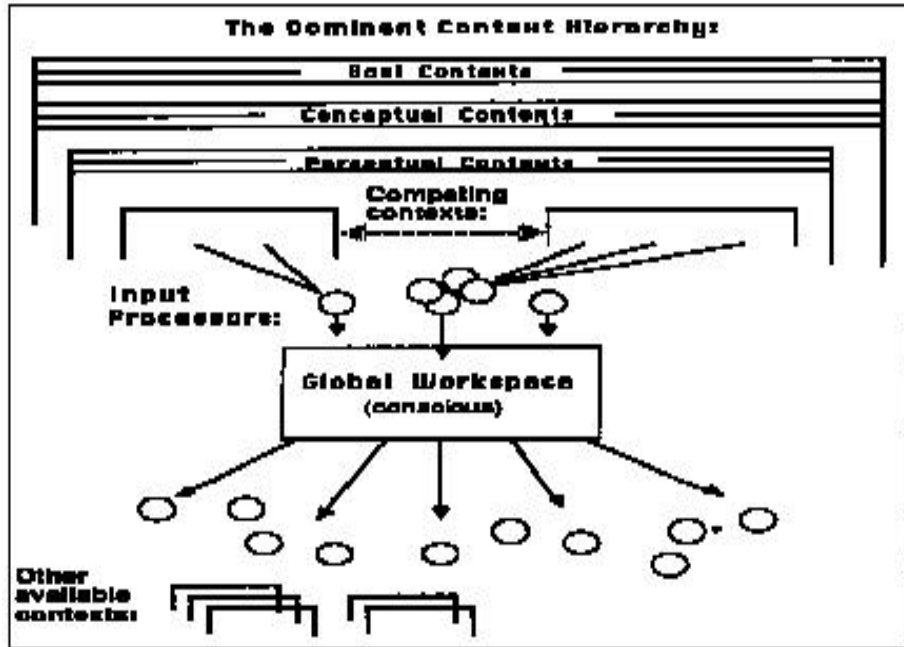 The Dominent Context Hierarchy:
Goal Contexts
Conceptual Contexts
Perceptual Contexts
Competing
contexts:
Input
Processors:
Global Workspace
(conscious)
Other
available
contexts: